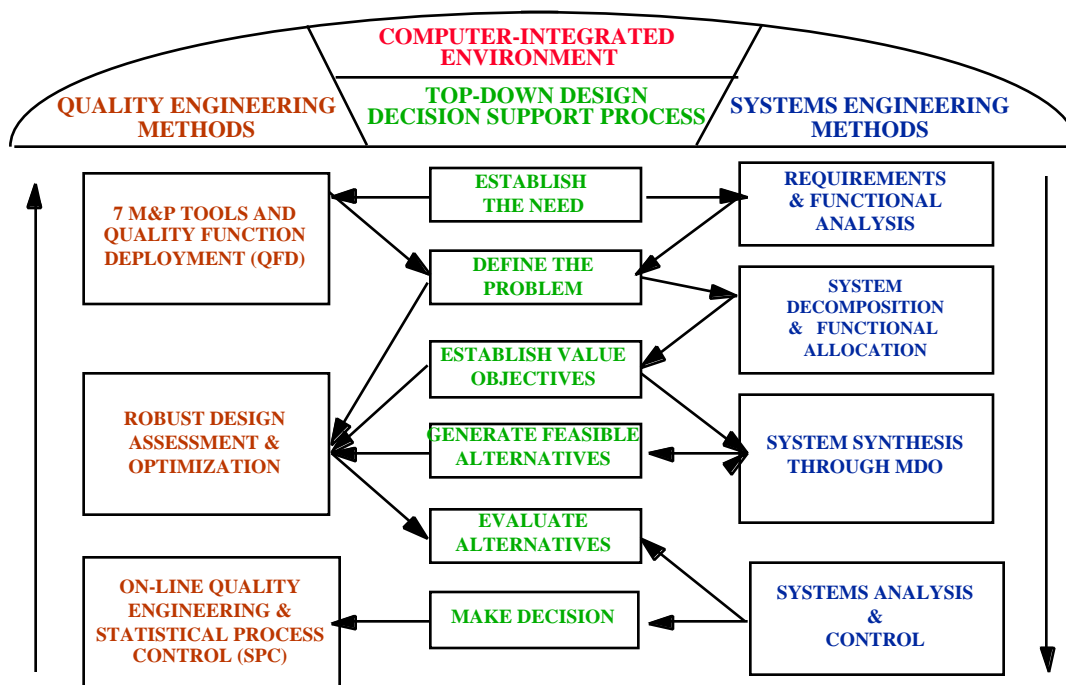 COMPUTER-INTEGRATED
ENVIRONMENT
QUALITY ENGINEERING
METHODS
TOP-DOWN DESIGN
DECISION SUPPORT PROCESS
SYSTEMS ENGINEERING
METHODS
7 M&P TOOLS AND
QUALITY FUNCTION
DEPLOYMENT (QFD)
ESTABLISH
THE NEED
REQUIREMENTS
& FUNCTIONAL
ANALYSIS
DEFINE THE
PROBLEM
SYSTEM
DECOMPOSITION
& FUNCTIONAL
ALLOCATION
ESTABLISH VALUE
OBJECTIVES
ROBUST DESIGN
ASSESSMENT &
OPTIMIZATION
GENERATE FEASIBLE
ALTERNATIVES
SYSTEM SYNTHESIS
THROUGH MDO
EVALUATE
ALTERNATIVES
ON-LINE QUALITY
ENGINEERING &
STATISTICAL PROCESS
CONTROL (SPC)
MAKE DECISION
SYSTEMS ANALYSIS
&
CONTROL